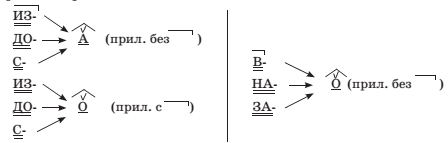 ИЗ-
ДО- А (прил. без )
С-
ИЗ-
ДО- О (прил. с )
С-
В-
НА- О (прил. без )
ЗА-